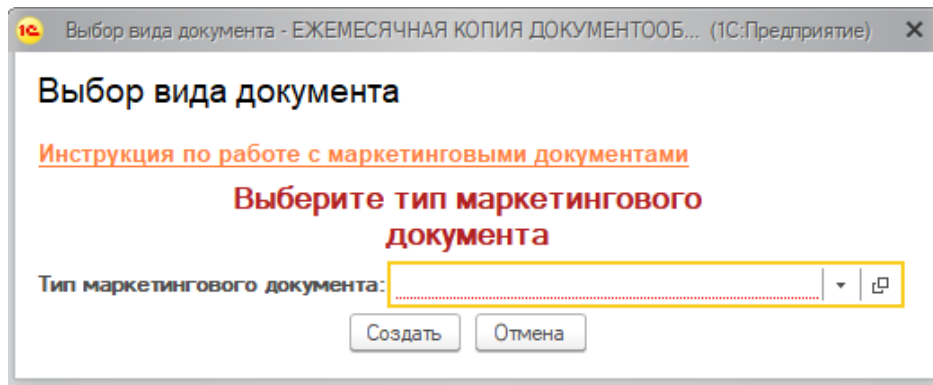 1С Выбор вида документа - ЕЖЕМЕСЯЧНАЯ КОПИЯ ДОКУМЕНТООБ... (1С:Предприятие)
Выбор вида документа
Инструкция по работе с маркетинговыми документами
Выберите тип маркетингового
документа
Тип маркетингового документа:
Создать Отмена